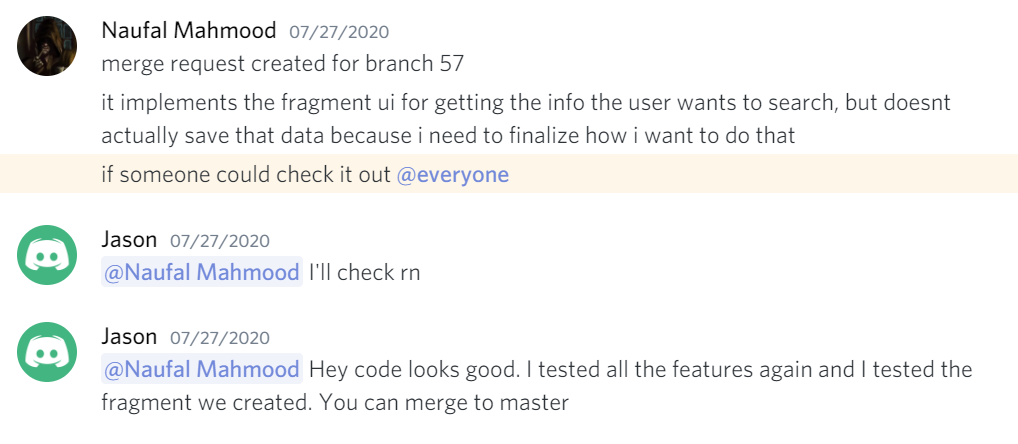 Naufal Mahmood 07/27/2020
merge request created for branch 57
it implements the fragment ui for getting the info the user wants to search, but doesnt
actually save that data because i need to finalize how i want to do that
if someone could check it out @everyone
Jason 07/27/2020
@Naufal Mahmood I'll check rn
Jason 07/27/2020
@Naufal Mahmood Hey code looks good. I tested all the features again and I tested the
fragment we created. You can merge to master